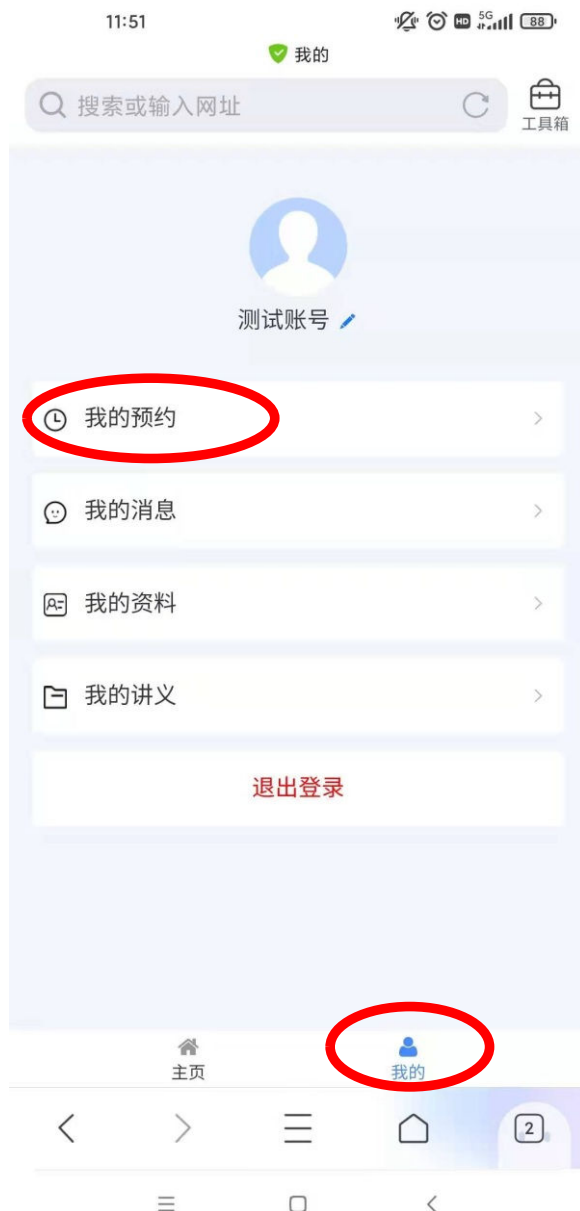 11:51
HD 5G 88
我的
搜索或输入网址
工具箱
测试账号
我的预约
我的消息
我的资料
我的讲义
退出登录
主页
我的
2